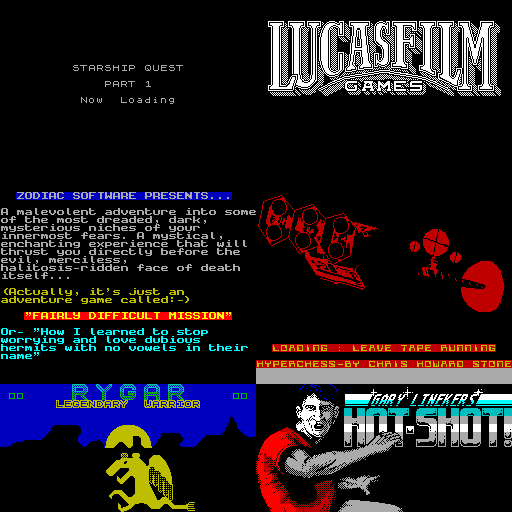 STARSHIP QUEST
PART 1
Now Loading
LUCASFILM
GAMES
ZODIAC SOFTWARE PRESENTS...
A malevolent adventure into some
of the most dreaded, dark,
mysterious niches of your
innermost fears. A mystical,
enchanting experience that will
thrust you directly before the
evil, merciless,
halitosis-ridden face of death
itself...
(Actually, it's just an
adventure game called:-)
"FAIRLY DIFFICULT MISSION"
Or- "How I learned to stop
worrying and love dubious
hermits with no vowels in their
name"
LOADING : LEAVE TAPE RUNNING
HYPERCHESS-BY CHRIS HOWARD STONE
RYGAR
LEGENDARY WARRIOR
GARY LINEKER'S
HOT-SHOT!